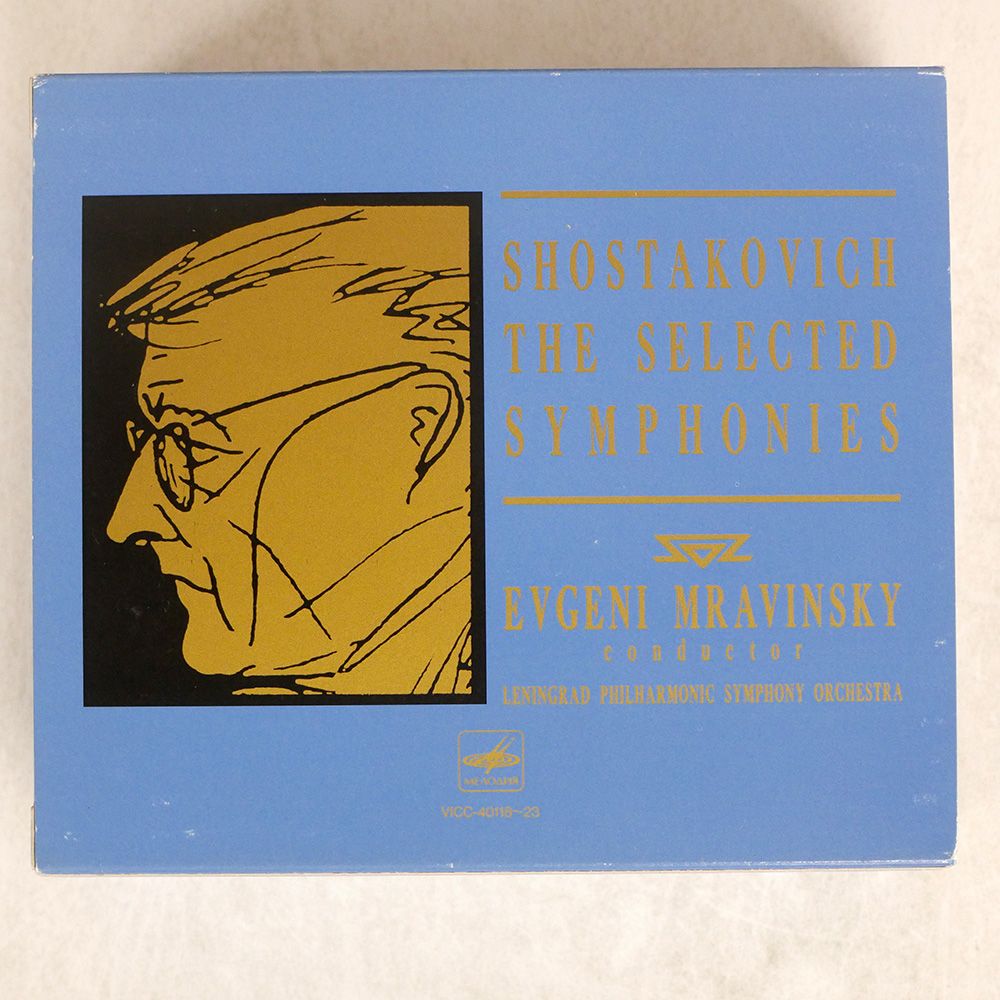 SHOSTAKOVICH
THE SELECTED
SYMPHONIES
EVGENI MRAVINSKY
conductor
LENINGRAD PHILHARMONIC SYMPHONY ORCHESTRA
МЕЛОДИЯ
VICC-40118~23